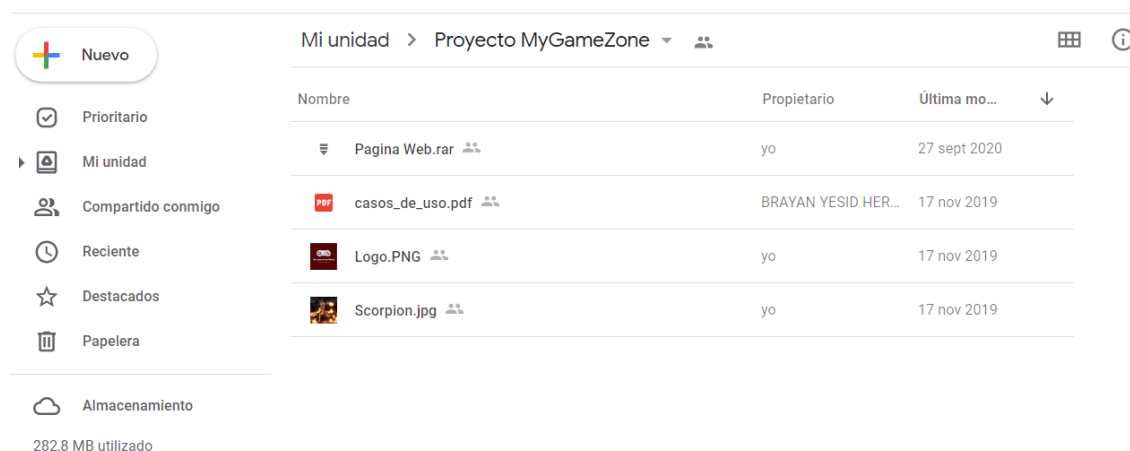 Nuevo
Prioritario
Mi unidad
Compartido conmigo
Reciente
Destacados
Papelera
Almacenamiento
282.8 MB utilizado
Mi unidad > Proyecto MyGameZone
Nombre Propietario Última mo...
Pagina Web.rar yo 27 sept 2020
PDF casos_de_uso.pdf BRAYAN YESID HER... 17 nov 2019
Logo.PNG yo 17 nov 2019
Scorpion.jpg yo 17 nov 2019